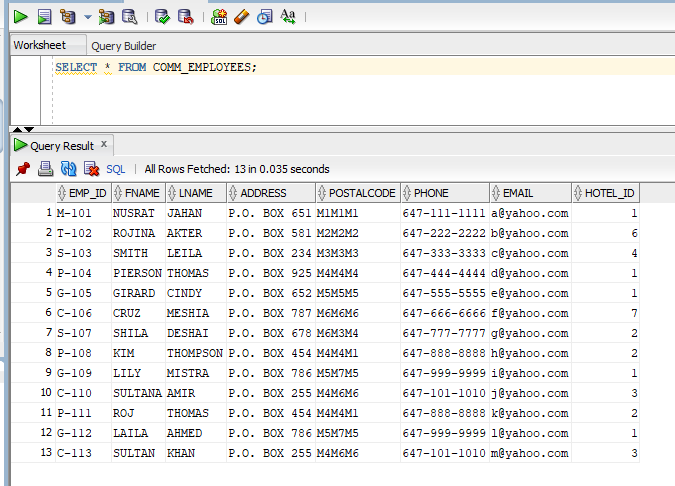 SQL Aa
Worksheet Query Builder
SELECT * FROM COMM_EMPLOYEES;
Query Result x
SQL All Rows Fetched: 13 in 0.035 seconds
EMP_ID FNAME LNAME ADDRESS POSTALCODE PHONE EMAIL HOTEL_ID
1 M-101 NUSRAT JAHAN P.O. BOX 651 M1M1M1 647-111-1111 a@yahoo.com 1
2 T-102 ROJINA AKTER P.O. BOX 581 M2M2M2 647-222-2222 b@yahoo.com 6
3 S-103 SMITH LEILA P.O. BOX 234 M3M3M3 647-333-3333 c@yahoo.com 4
4 P-104 PIERSON THOMAS P.O. BOX 925 M4M4M4 647-444-4444 d@yahoo.com 1
5 G-105 GIRARD CINDY P.O. BOX 652 M5M5M5 647-555-5555 e@yahoo.com 1
6 C-106 CRUZ MESHIA P.O. BOX 787 M6M6M6 647-666-6666 f@yahoo.com 7
7 S-107 SHILA DESHAI P.O. BOX 678 M6M3M4 647-777-7777 g@yahoo.com 2
8 P-108 KIM THOMPSON P.O. BOX 454 M4M4M1 647-888-8888 h@yahoo.com 2
9 G-109 LILY MISTRA P.O. BOX 786 M5M7M5 647-999-9999 i@yahoo.com 1
10 C-110 SULTANA AMIR P.O. BOX 255 M4M6M6 647-101-1010 j@yahoo.com 3
11 P-111 ROJ THOMAS P.O. BOX 454 M4M4M1 647-888-8888 k@yahoo.com 2
12 G-112 LAILA AHMED P.O. BOX 786 M5M7M5 647-999-9999 l@yahoo.com 1
13 C-113 SULTAN KHAN P.O. BOX 255 M4M6M6 647-101-1010 m@yahoo.com 3